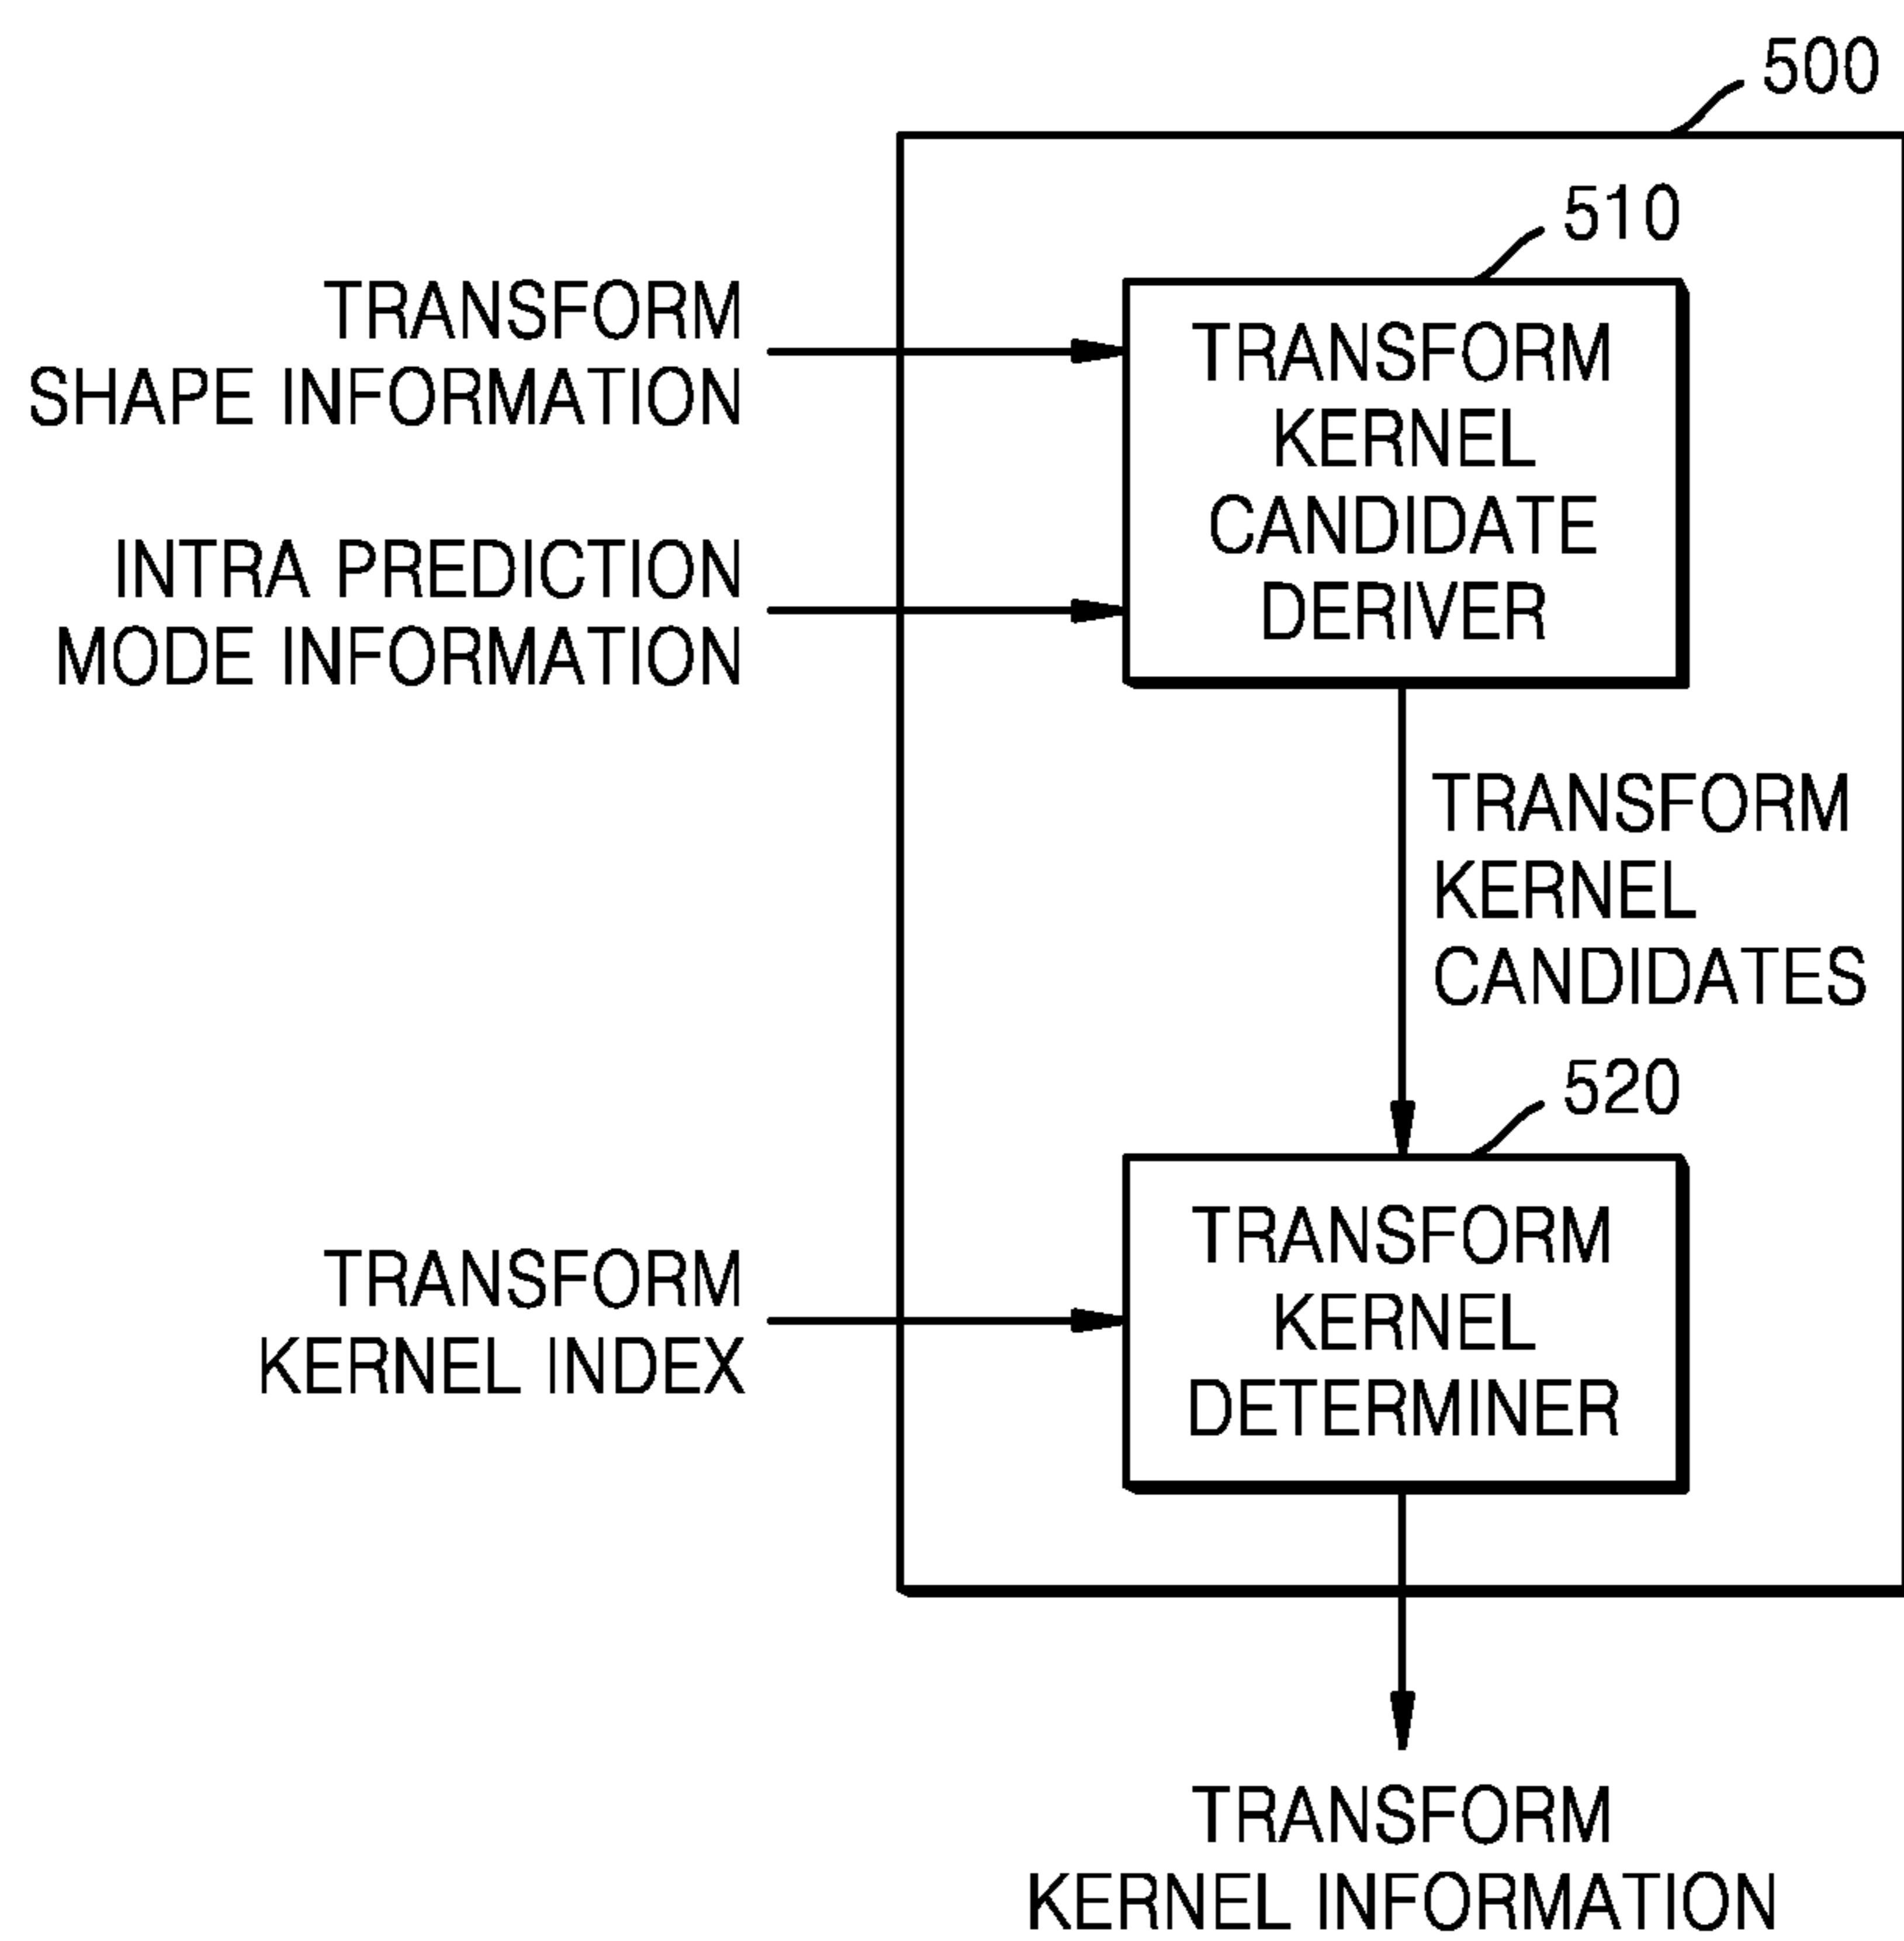 500
510
TRANSFORM
SHAPE INFORMATION
TRANSFORM
KERNEL
CANDIDATE
DERIVER
INTRA PREDICTION
MODE INFORMATION
TRANSFORM
KERNEL
CANDIDATES
520
TRANSFORM
KERNEL INDEX
TRANSFORM
KERNEL
DETERMINER
TRANSFORM
KERNEL INFORMATION